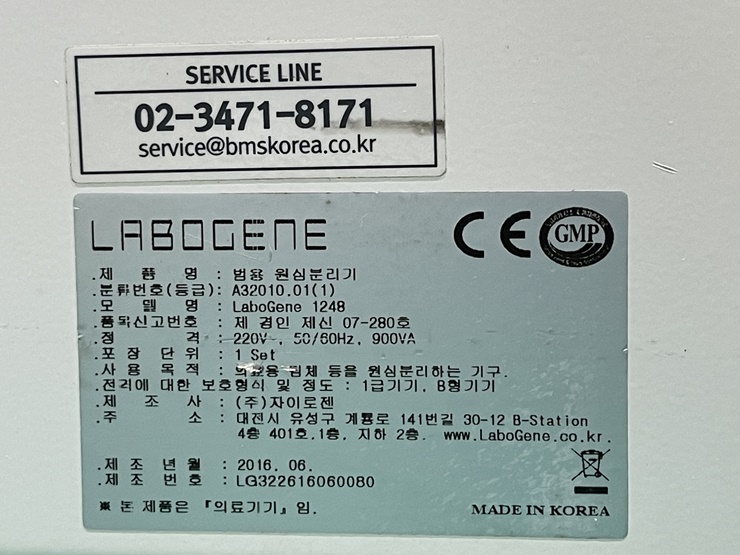 SERVICE LINE
02-3471-8171
service@bmskorea.co.kr
LABOGENE
CE GMP
.제 품 명 : 범용 원심분리기
.분류번호(등급): A32010.01(1)
.모 델 명 : LaboGene 1248
.품목신고번호 : 제 경인 제신 07-280호
.정 격 : 220V~, 50/60Hz, 900VA
.포 장 단 위 : 1 Set
.사 용 목 적 : 의료용 검체 등을 원심분리하는 기구.
.전격에 대한 보호형식 및 정도 : 1급기기, B형기기
.제 조 사 : (주)자이로젠
.주 소 : 대전시 유성구 계룡로 141번길 30-12 B-Station
4층 401호,1층, 지하 2층. www.LaboGene.co.kr.
.제 조 년 월 : 2016. 06.
.제 조 번 호 : LG322616060080
※ 본 제품은 『의료기기』임.
MADE IN KOREA